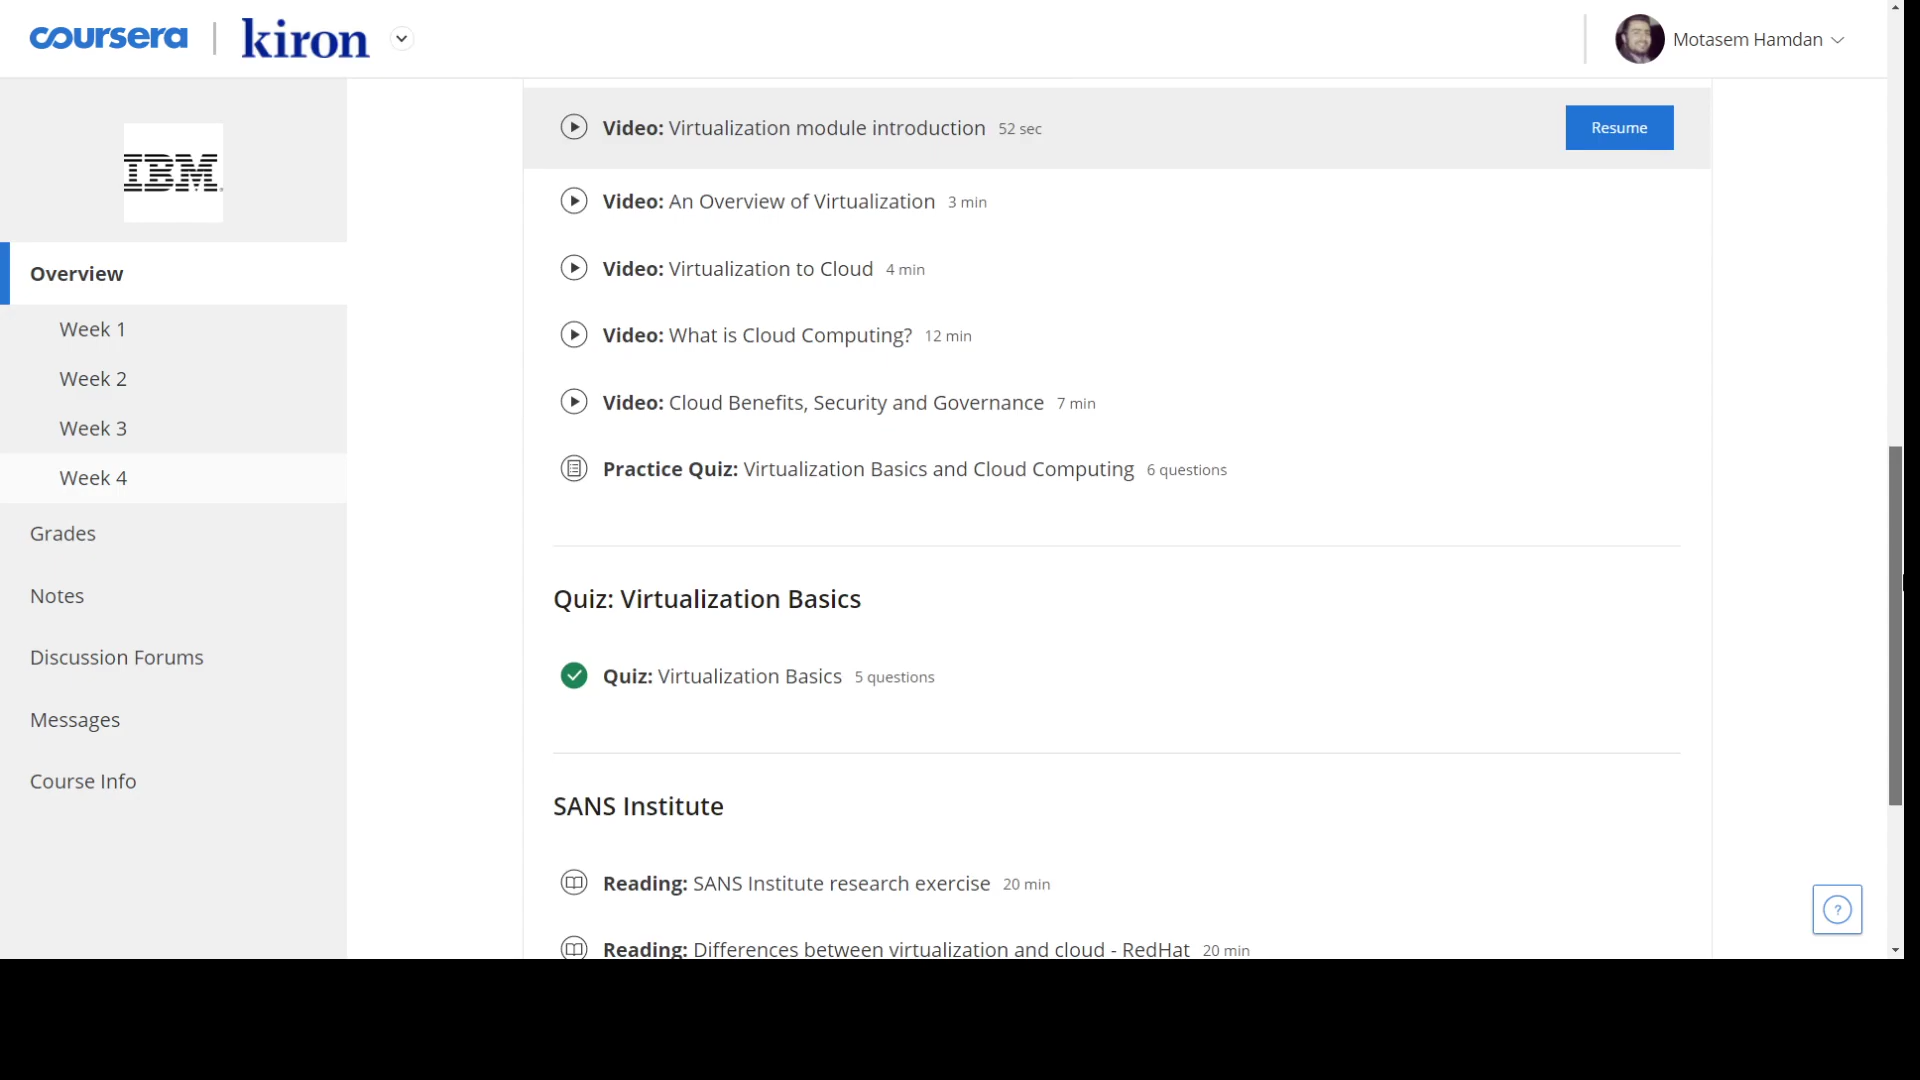 coursera | kiron
Motasem Hamdan
IBM
Overview
Week 1
Week 2
Week 3
Week 4
Grades
Notes
Discussion Forums
Messages
Course Info
Video: Virtualization module introduction 52 sec
Resume
Video: An Overview of Virtualization 3 min
Video: Virtualization to Cloud 4 min
Video: What is Cloud Computing? 12 min
Video: Cloud Benefits, Security and Governance 7 min
Practice Quiz: Virtualization Basics and Cloud Computing 6 questions
Quiz: Virtualization Basics
Quiz: Virtualization Basics 5 questions
SANS Institute
Reading: SANS Institute research exercise 20 min
Reading: Differences between virtualization and cloud - RedHat 20 min
?